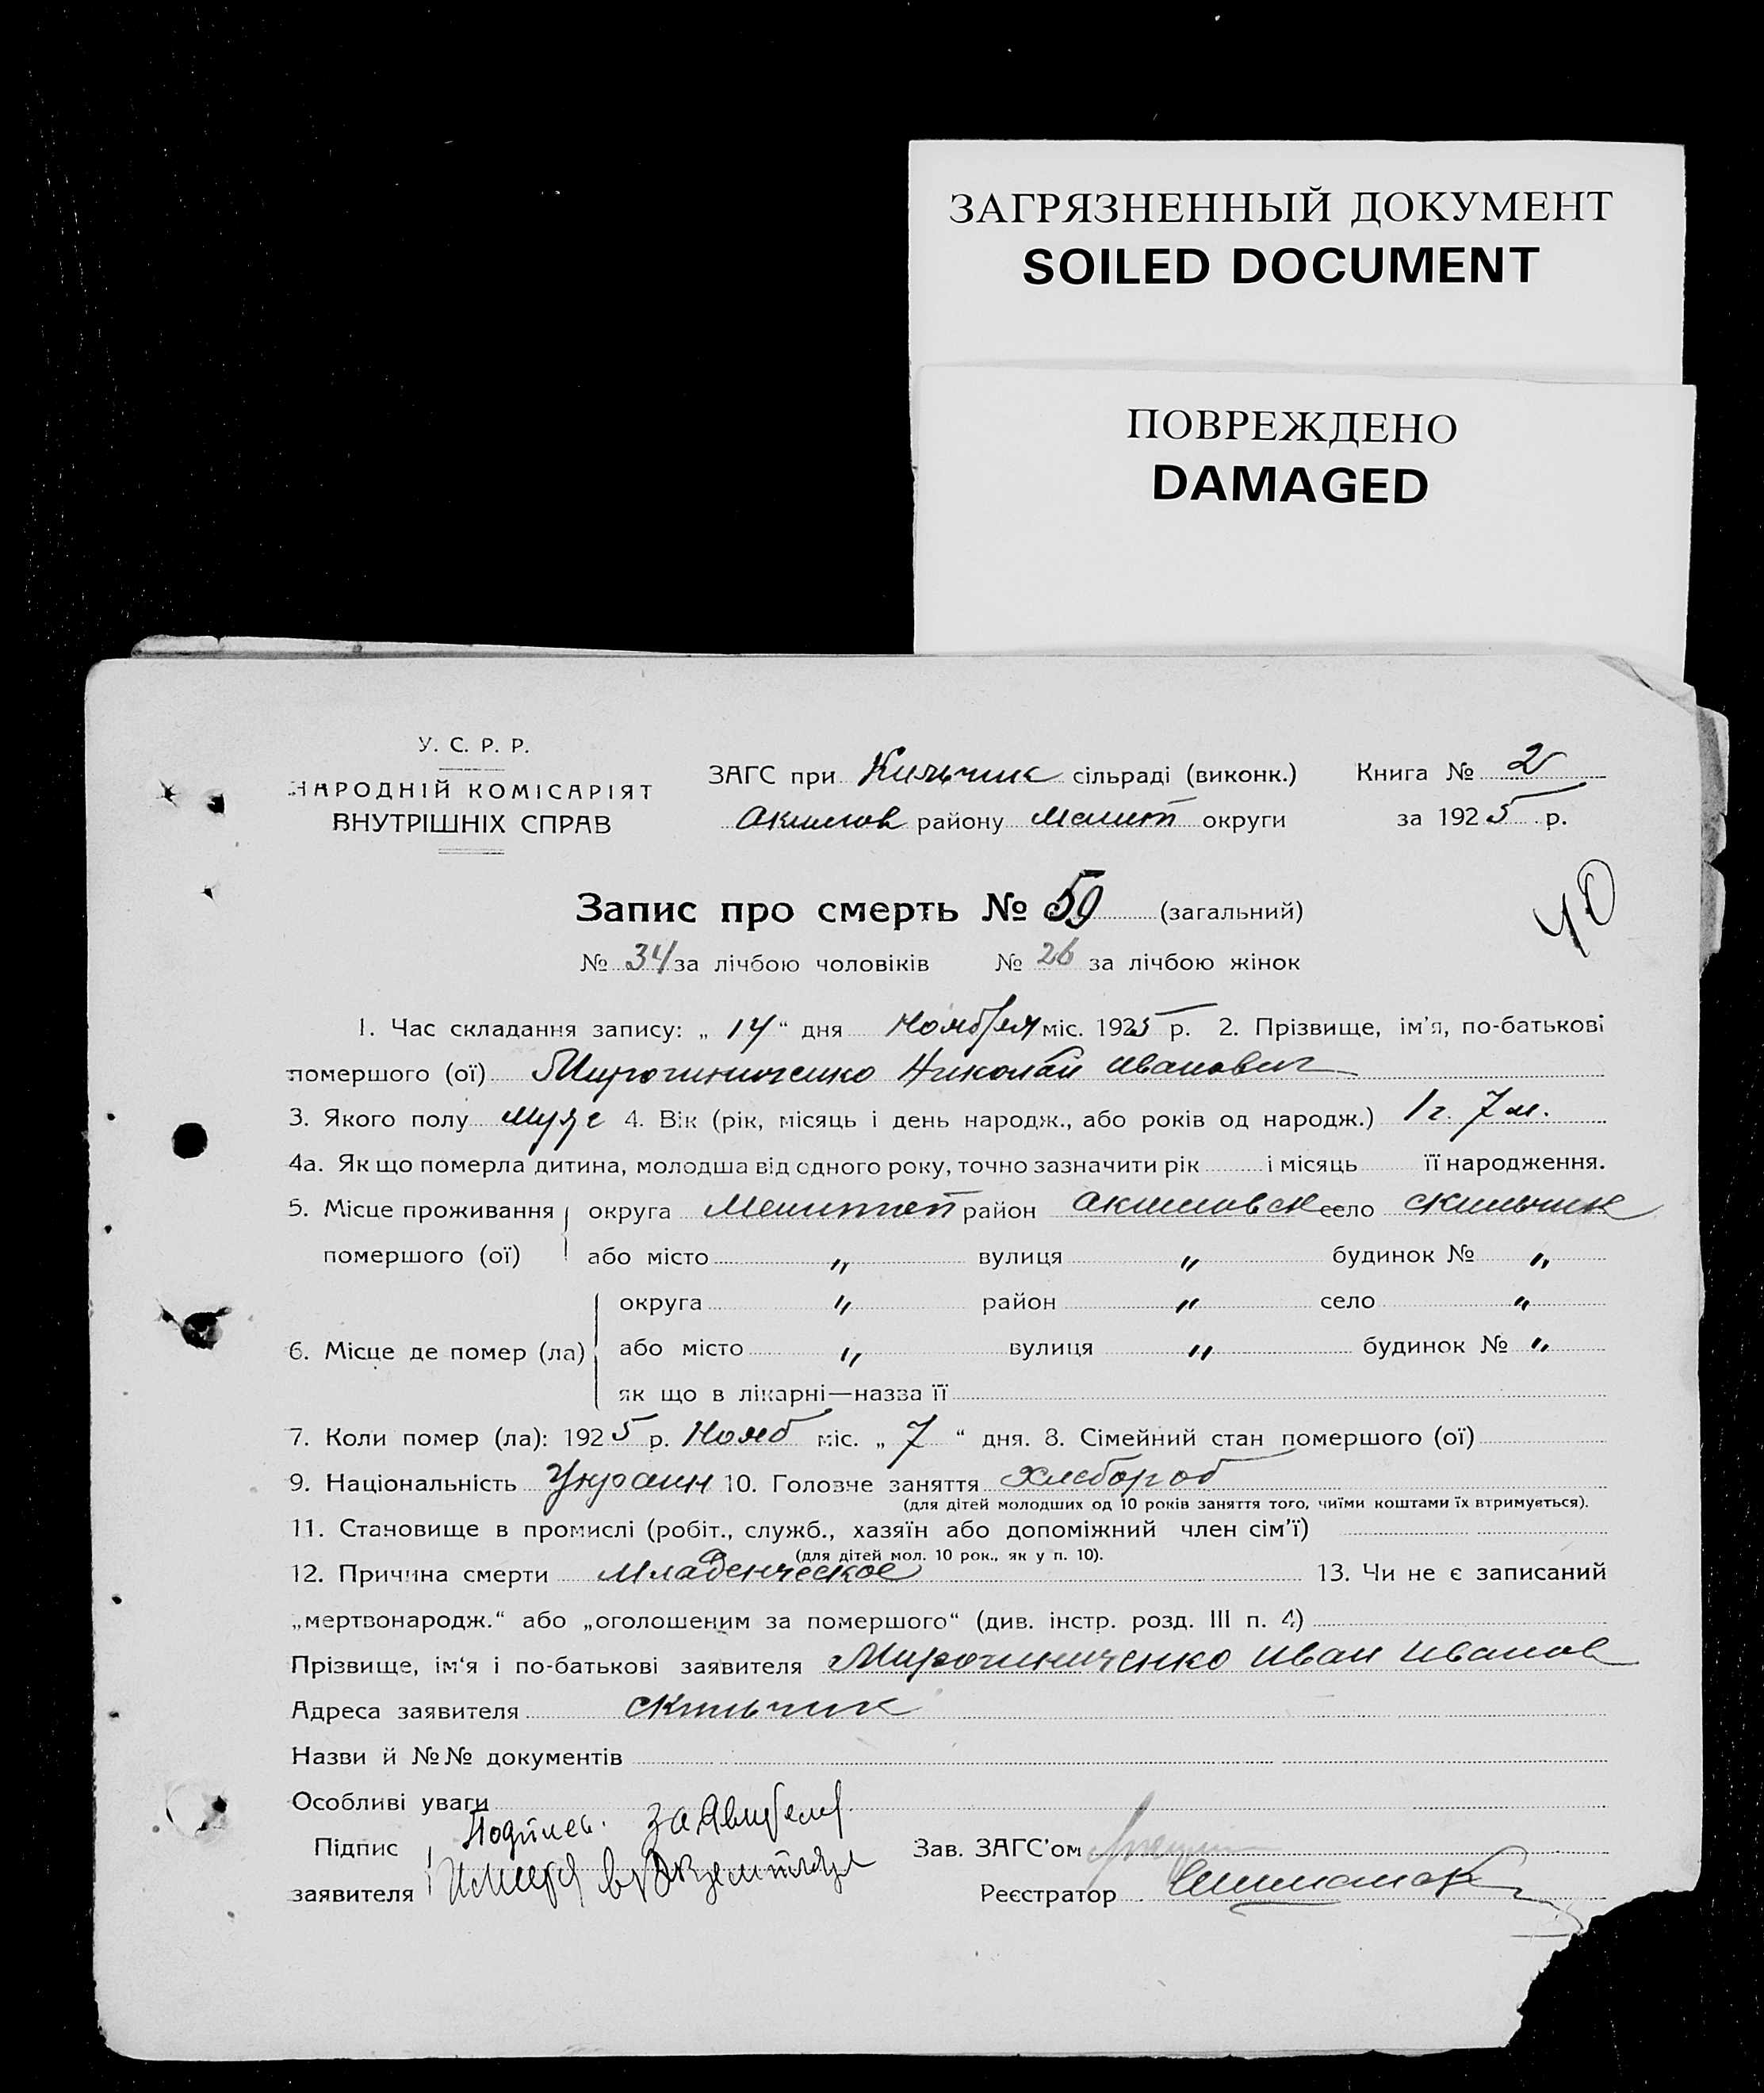 ЗАГРЯЗНЕННЫЙ ДОКУМЕНТ
SOILED DOCUMENT
ПОВРЕЖДЕНО
DAMAGED
У. С. Р. Р.
НАРОДНІЙ КОМІСАРІЯТ
ВНУТРІШНІХ СПРАВ
ЗАГС при Кильчик сільраді (виконк.) Книга № 2
Акимов району Мелит округи за 1925 р.
Запис про смерть № 59 (загальний)
40
№ 34 за лічбою чоловіків № 26 за лічбою жінок
1. Час складання запису: „ 14 “ дня Ноября міс. 1925 р. 2. Прізвище, ім'я, по-батькові
помершого (ої) Мирошниченко Николай Иванович
3. Якого полу муж 4. Вік (рік, місяць і день народж., або років од народж.) 1 г. 7 м.
4а. Як що померла дитина, молодша від одного року, точно зазначити рік і місяць її народження.
5. Місце проживання округа Мелитоп район Акимовск село Кильчик
помершого (ої) або місто „ вулиця „ будинок № „
округа „ район „ село „
6. Місце де помер (ла) або місто „ вулиця „ будинок № „
як що в лікарні—назва її
7. Коли помер (ла): 1925 р. Нояб міс. „ 7 “ дня. 8. Сімейний стан помершого (ої)
9. Національність Украин 10. Головче заняття Хлебороб
(для дітей молодших од 10 років заняття того, чиїми коштами їх втримується).
11. Становище в промислі (робіт., служб., хазяїн або допоміжний член сім'ї)
(для дітей мол. 10 рок., як у п. 10).
12. Причина смерти Младенческое 13. Чи не є записаний
„мертвонародж.“ або „оголошеним за помершого“ (див. інстр. розд. III п. 4)
Прізвище, ім'я і по-батькові заявителя Мирошниченко Иван Иванов
Адреса заявителя Кильчик
Назви й №№ документів
Особливі уваги
Підпис Подпись заявителя Зав. ЗАГС'ом
заявителя Реєстратор